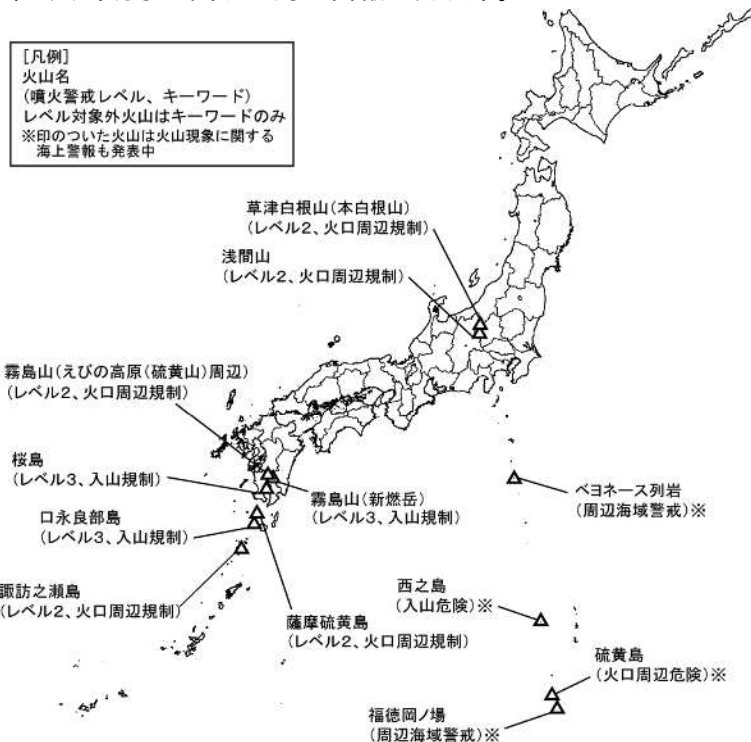 [凡例]
火山名
(噴火警戒レベル、キーワード)
レベル対象外火山はキーワードのみ
※印のついた火山は火山現象に関する
海上警報も発表中
草津白根山(本白根山)
(レベル2、火口周辺規制)
浅間山
(レベル2、火口周辺規制)
霧島山(えびの高原(硫黄山)周辺)
(レベル2、火口周辺規制)
桜島
(レベル3、入山規制)
霧島山(新燃岳)
(レベル3、入山規制)
ベヨネース列岩
(周辺海域警戒)※
口永良部島
(レベル3、入山規制)
諏訪之瀬島
(レベル2、火口周辺規制)
薩摩硫黄島
(レベル2、火口周辺規制)
西之島
(入山危険)※
硫黄島
(火口周辺危険)※
福徳岡ノ場
(周辺海域警戒)※